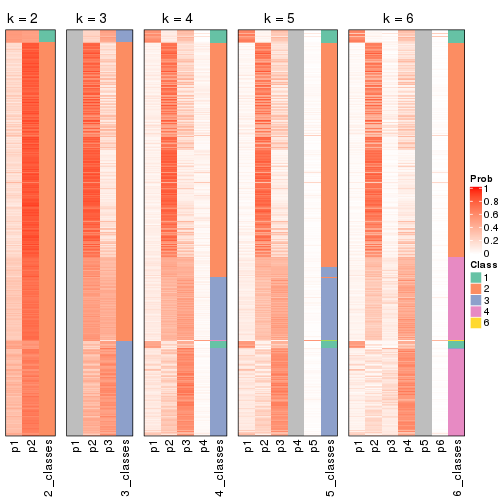 k = 2
k = 3
k = 4
k = 5
k = 6
Prob
1
0.8
0.6
0.4
0.2
0
Class
1
2
3
4
6
p1
p2
2_classes
p1
p2
p3
3_classes
p1
p2
p3
p4
4_classes
p1
p2
p3
p4
p5
5_classes
p1
p2
p3
p4
p5
p6
6_classes